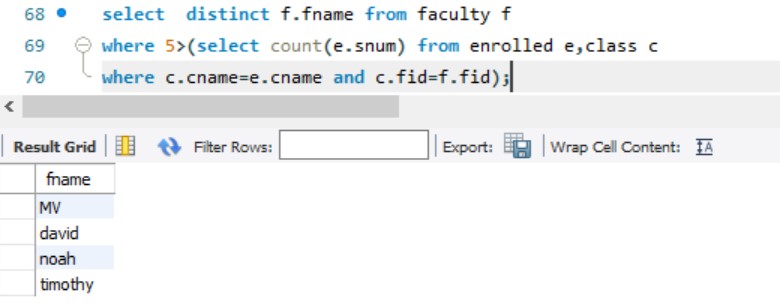 68 select distinct f.fname from faculty f
69 where 5>(select count(e.snum) from enrolled e,class c
70 where c.cname=e.cname and c.fid=f.fid);
Result Grid Filter Rows: Export: Wrap Cell Content: IA
fname
MV
david
noah
timothy